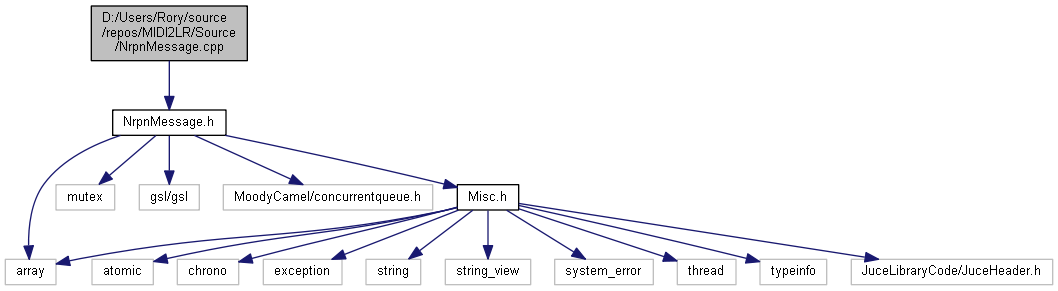 D:/Users/Rory/source
/repos/MIDI2LR/Source
/NrpnMessage.cpp
NrpnMessage.h
mutex
gsl/gsl
MoodyCamel/concurrentqueue.h
Misc.h
array
atomic
chrono
exception
string
string_view
system_error
thread
typeinfo
JuceLibraryCode/JuceHeader.h